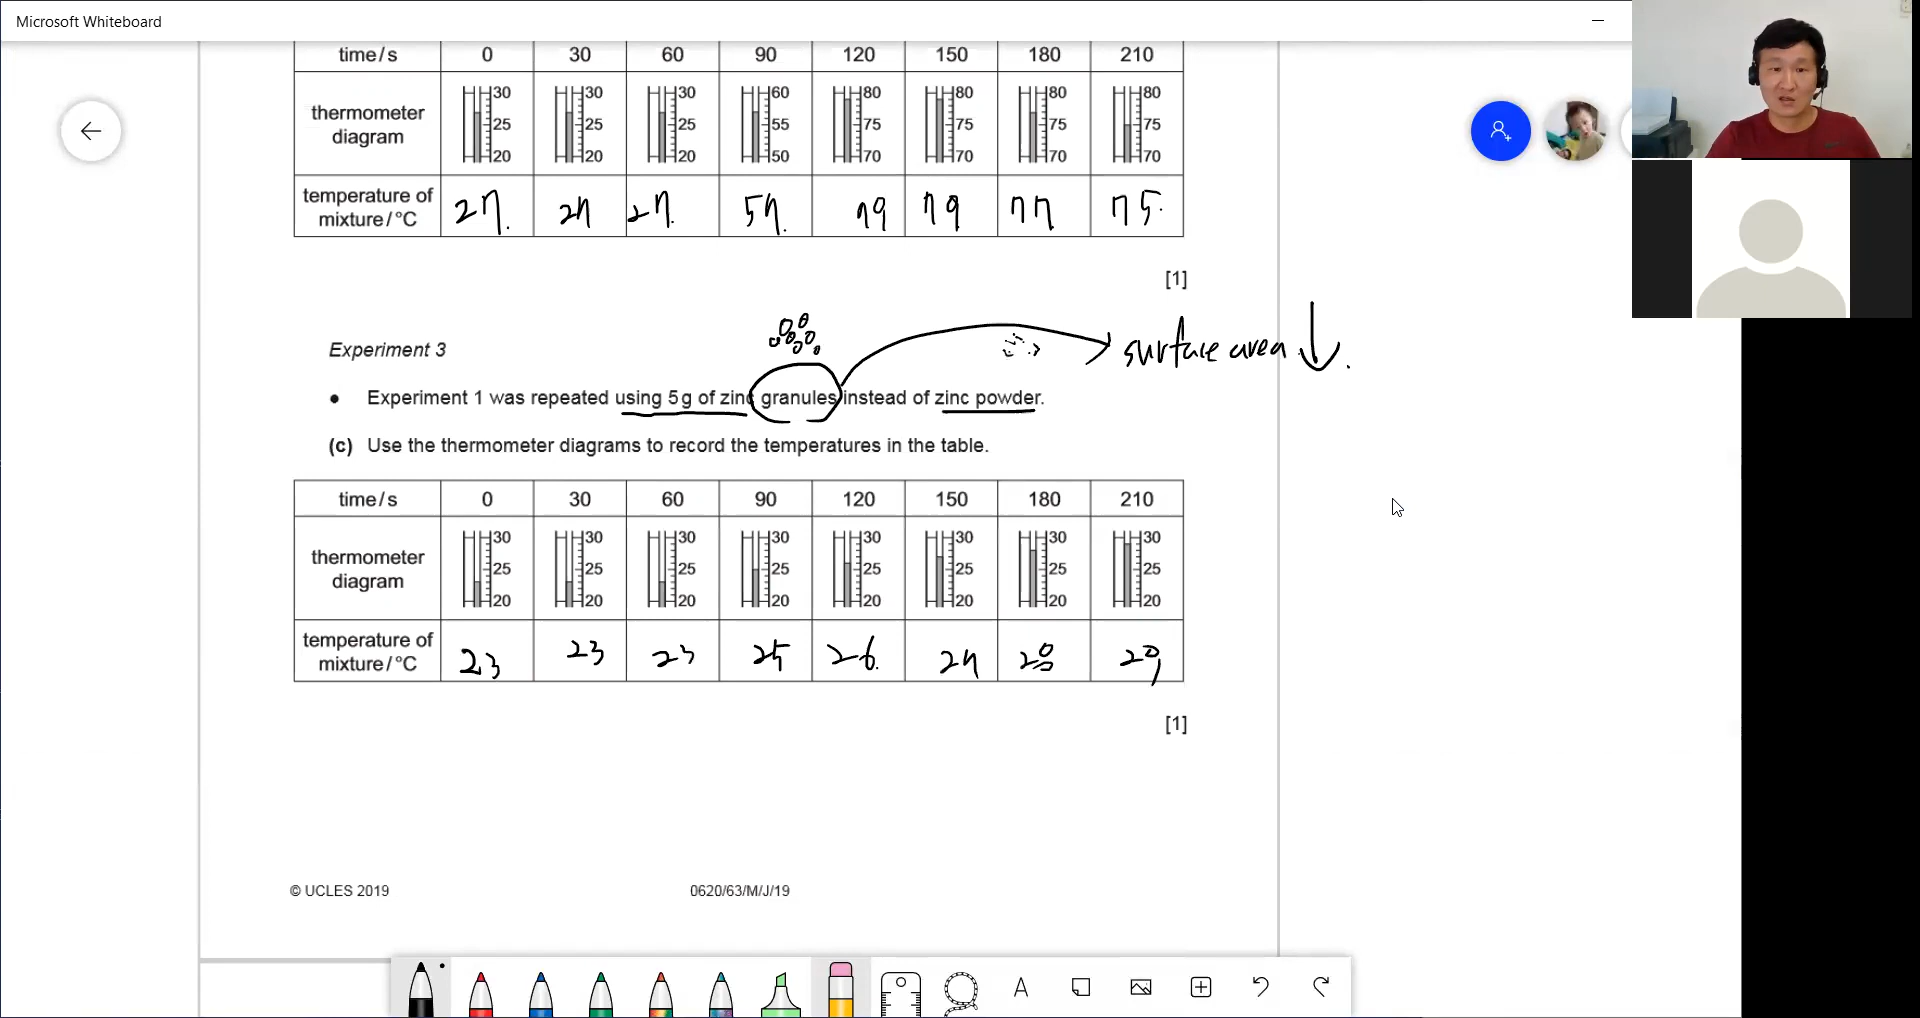 Microsoft Whiteboard
time/s 0 30 60 90 120 150 180 210
thermometer diagram 30 25 20 30 25 20 30 25 20 60 55 50 80 75 70 80 75 70 80 75 70 80 75 70
temperature of mixture/°C 27. 27 27. 57. 79 79 77 75.
[1]
Experiment 3
surface area ↓.
• Experiment 1 was repeated using 5g of zinc granules instead of zinc powder.
(c) Use the thermometer diagrams to record the temperatures in the table.
time/s 0 30 60 90 120 150 180 210
thermometer diagram 30 25 20 30 25 20 30 25 20 30 25 20 30 25 20 30 25 20 30 25 20 30 25 20
temperature of mixture/°C 23 23 23 25 26. 27 28 29
[1]
© UCLES 2019 0620/63/M/J/19